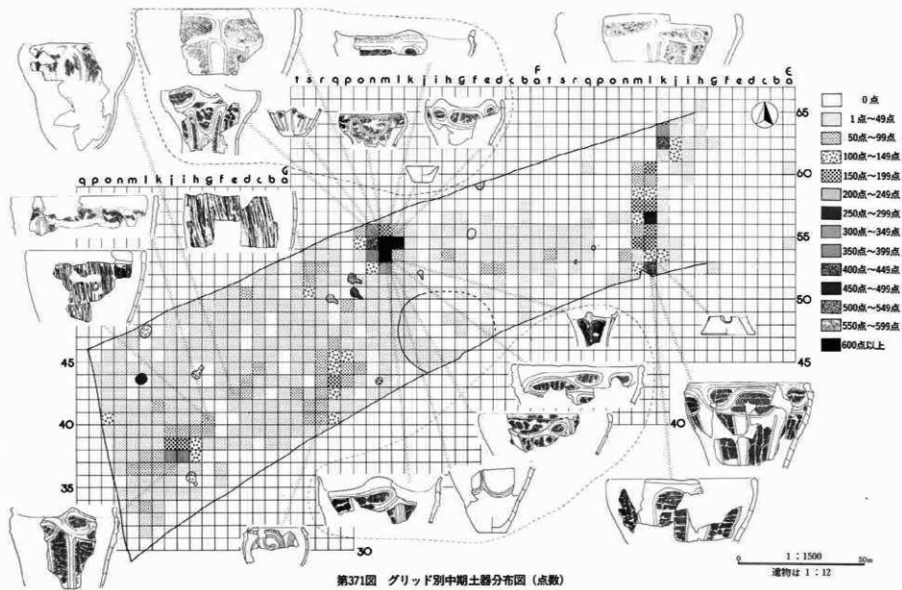 t s r q p o n m l k j i h G f e d c b a F t s r q p o n m l k j i h G f e d c b a E
q p o n m l k j i h G f e d c b a G
65
60
55
50
45
40
65
60
55
50
45
40
35
30
0点
1点～49点
50点～99点
100点～149点
150点～199点
200点～249点
250点～299点
300点～349点
350点～399点
400点～449点
450点～499点
500点～549点
550点～599点
600点以上
1：1500
0 50m
遺物は 1：12
第371図 グリッド別中期土器分布図（点数）